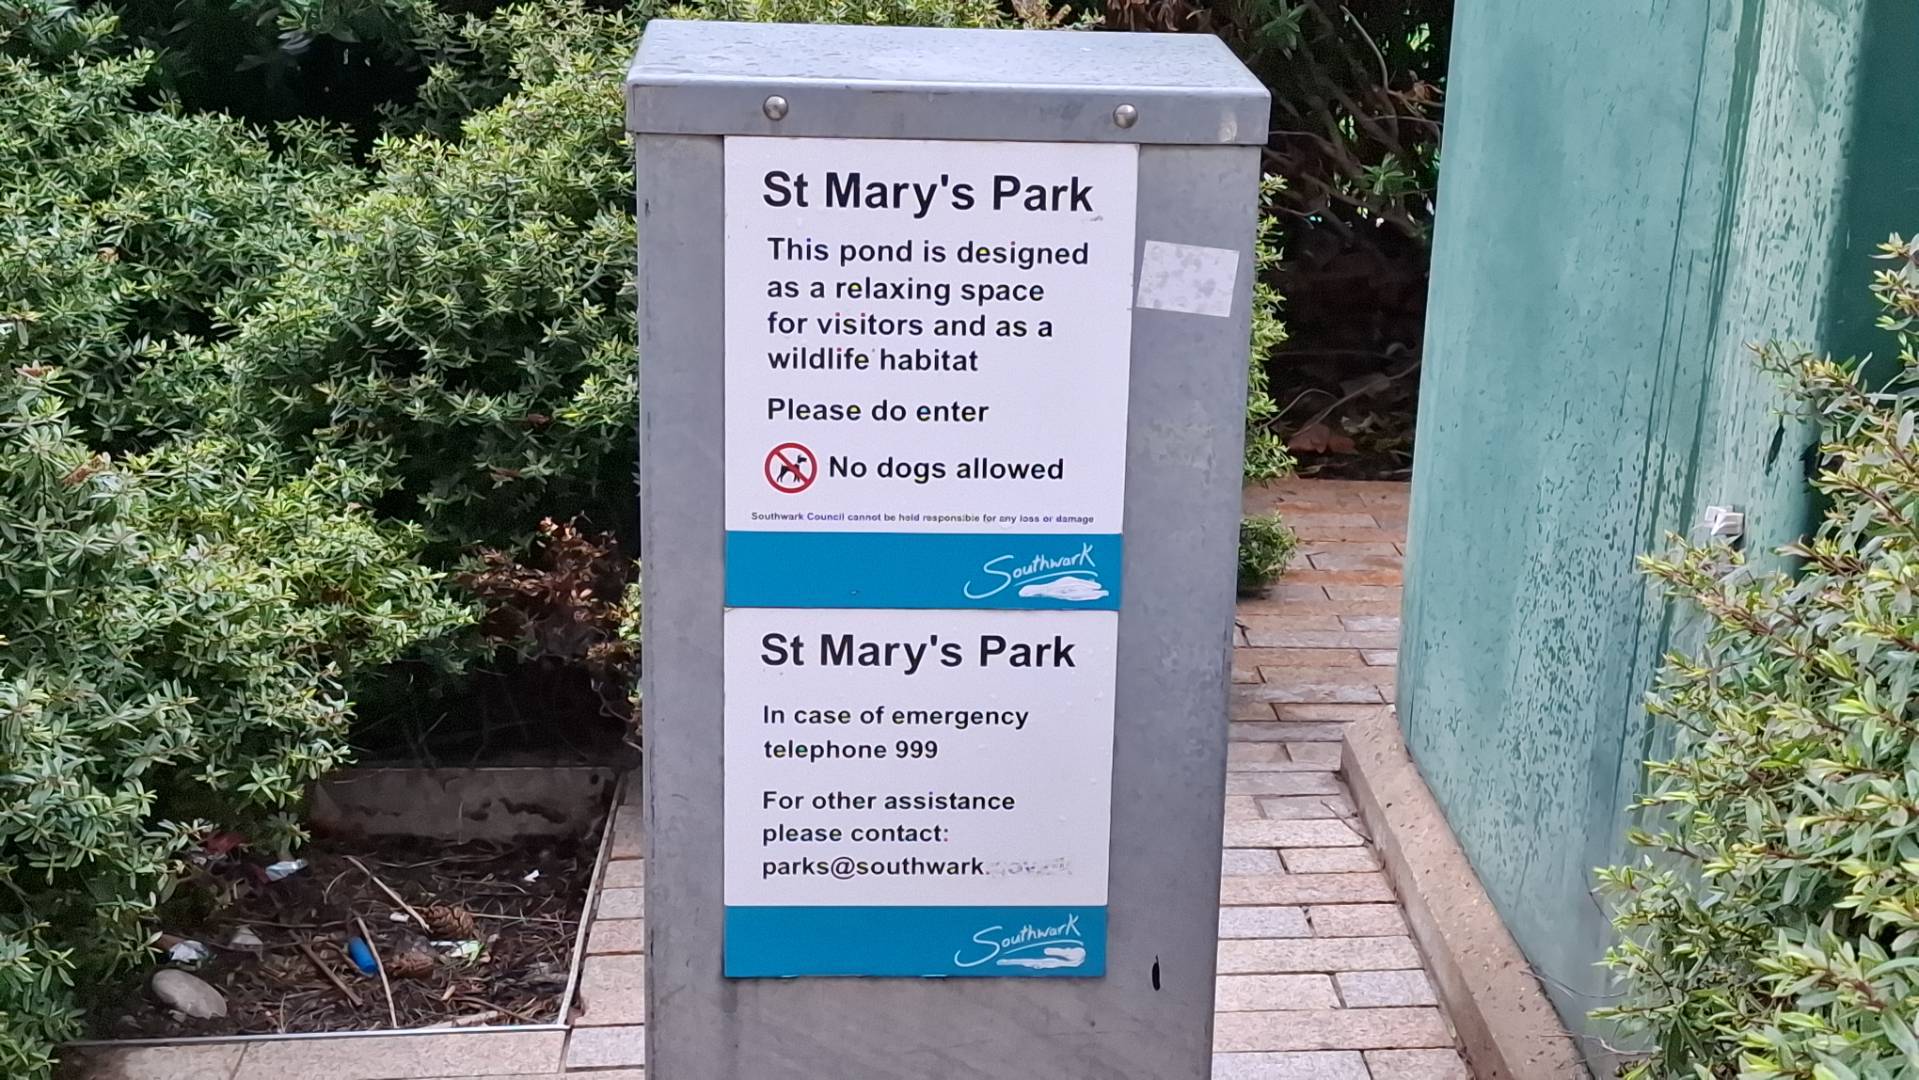 St Mary's Park
This pond is designed
as a relaxing space
for visitors and as a
wildlife habitat
Please do enter
No dogs allowed
Southwark Council cannot be held responsible for any loss or damage
Southwark
St Mary's Park
In case of emergency
telephone 999
For other assistance
please contact:
parks@southwark.
Southwark